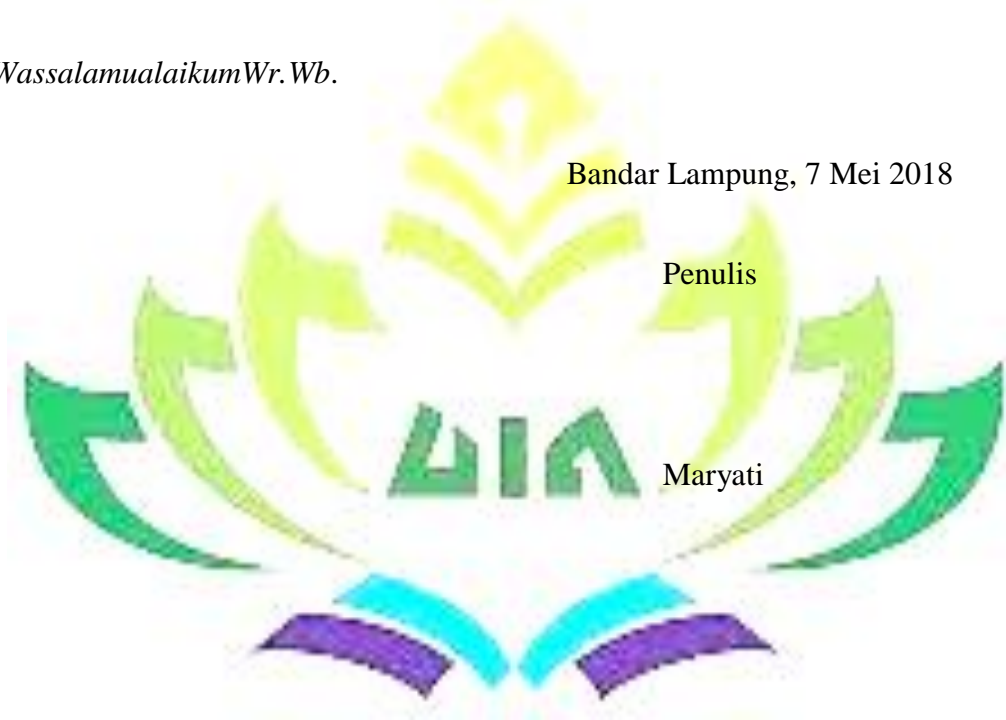 WassalamualaikumWr.Wb.
Bandar Lampung, 7 Mei 2018
Penulis
UIN
Maryati